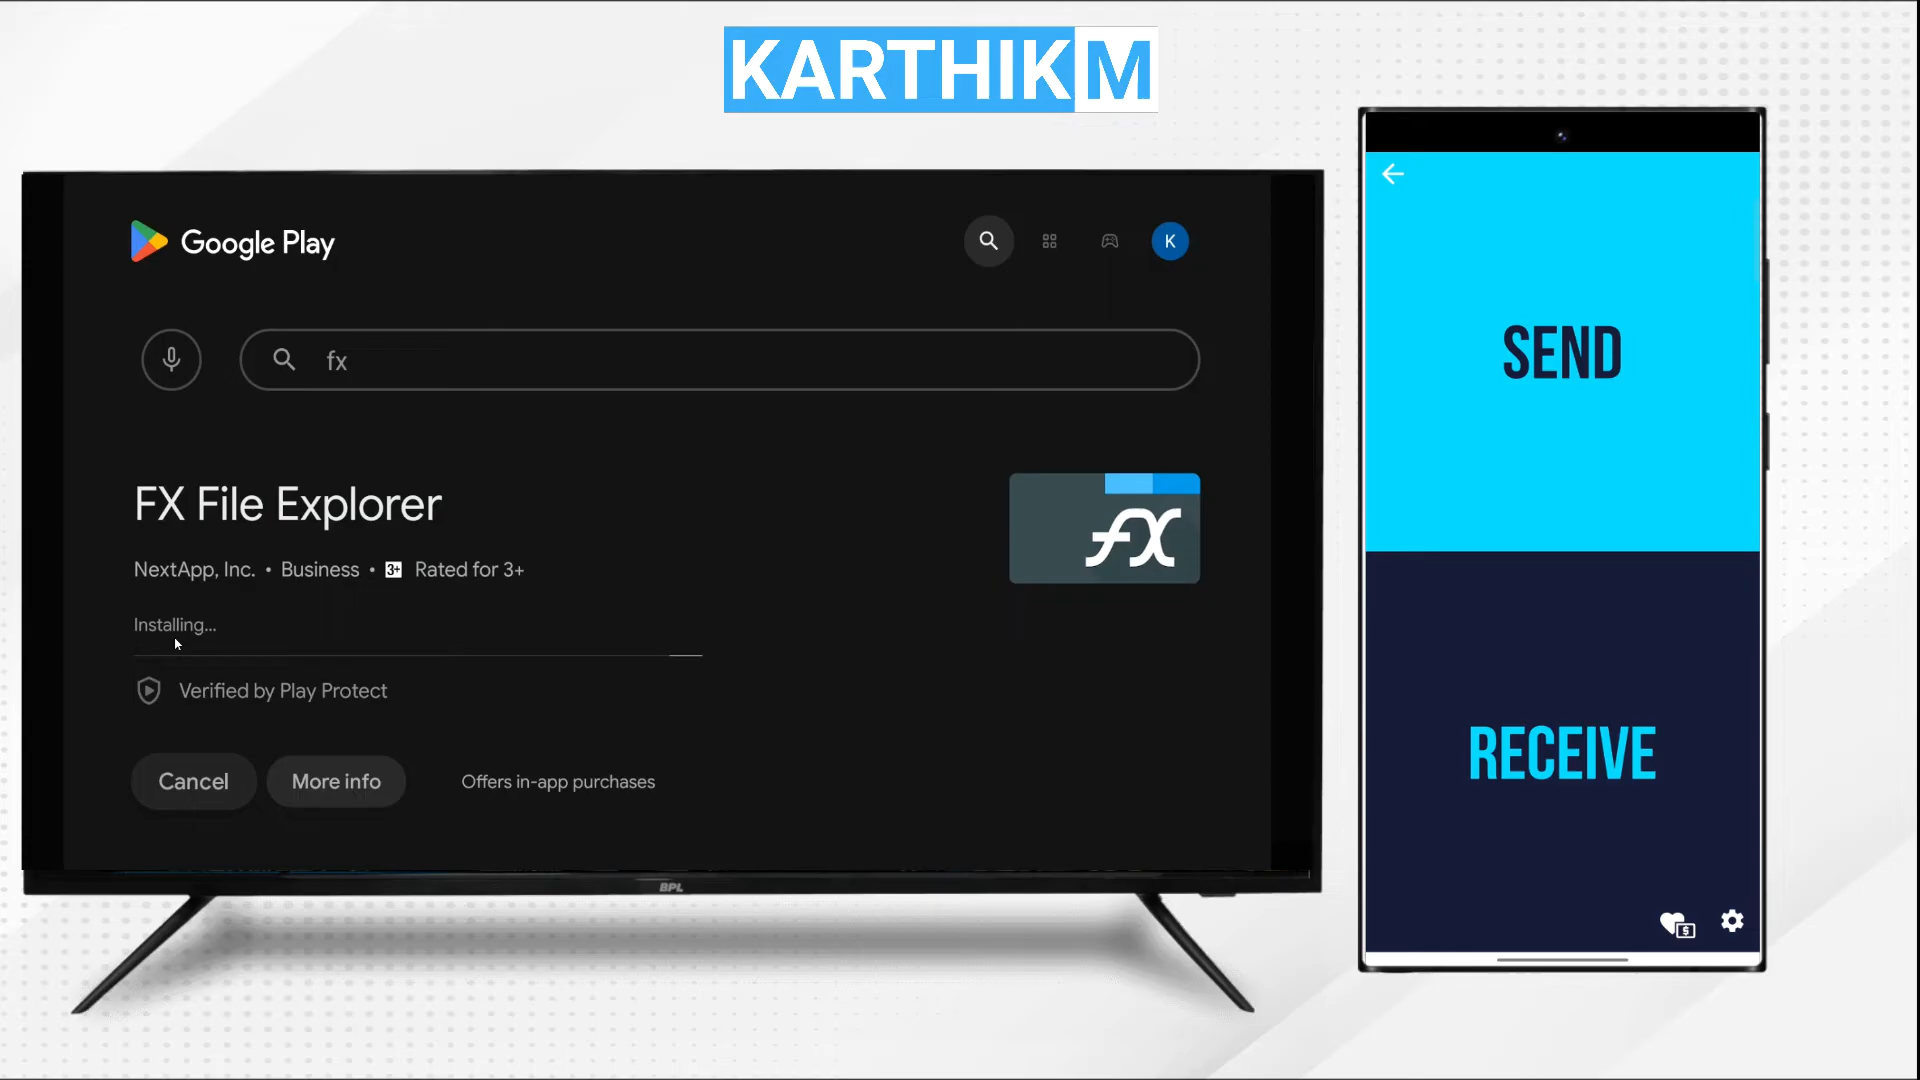 KARTHIKM
Google Play
K
fx
FX File Explorer
fX
NextApp, Inc. • Business • 3+ Rated for 3+
Installing...
Verified by Play Protect
Cancel
More info
Offers in-app purchases
BPL
SEND
RECEIVE
$